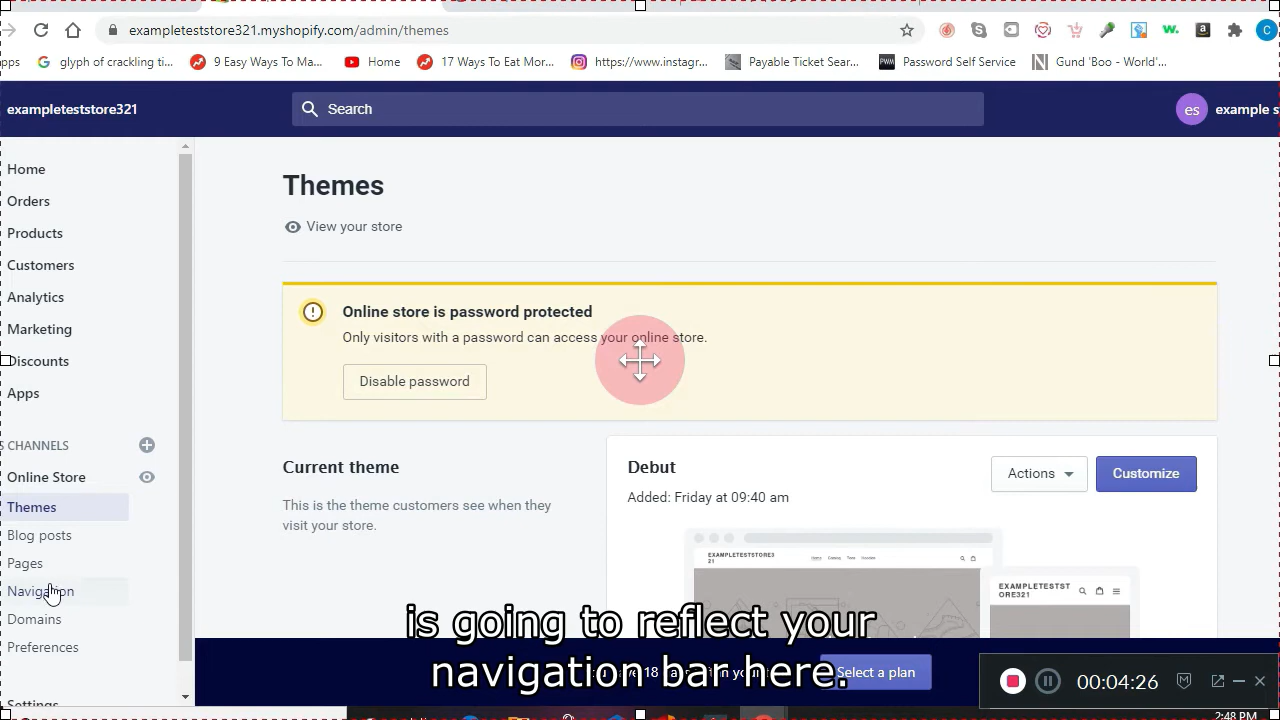 exampleteststore321.myshopify.com/admin/themes
apps
glyph of crackling ti...
9 Easy Ways To Ma...
Home
17 Ways To Eat Mor...
https://www.instagr...
Payable Ticket Sear...
Password Self Service
Gund 'Boo - World'...
exampleteststore321
Search
es
example s
Home
Orders
Products
Customers
Analytics
Marketing
Discounts
Apps
S CHANNELS
Online Store
Themes
Blog posts
Pages
Navigation
Domains
Preferences
Settings
Themes
View your store
Online store is password protected
Only visitors with a password can access your online store.
Disable password
Current theme
This is the theme customers see when they
visit your store.
Debut
Added: Friday at 09:40 am
Actions
Customize
EXAMPLETESTSTORE3
21
Home
Catalog
EXAMPLETESTST
ORE321
is going to reflect your
navigation bar here.
Select a plan
00:04:26
2:48 PM